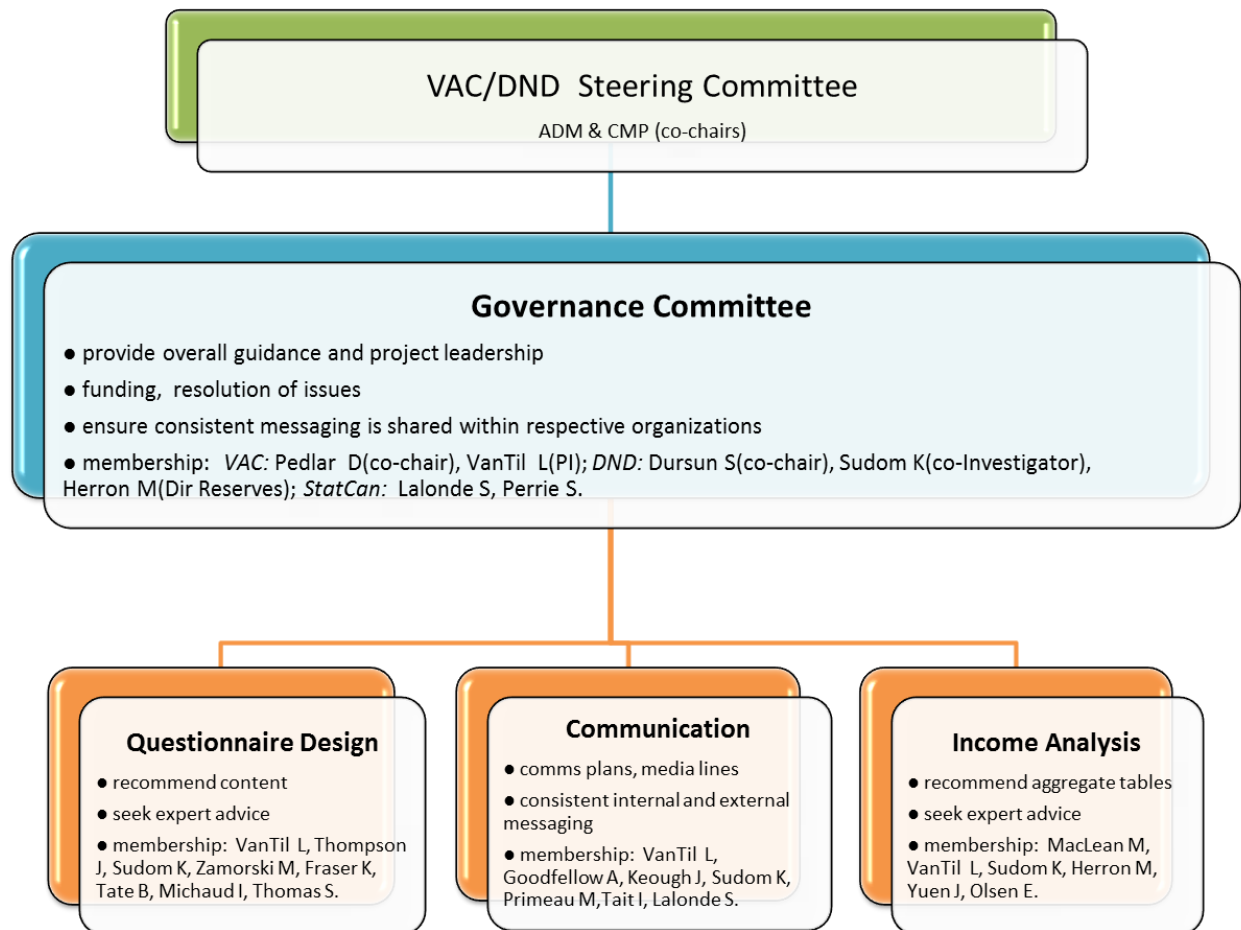 VAC/DND Steering Committee
ADM & CMP (co-chairs)
Governance Committee
● provide overall guidance and project leadership
● funding, resolution of issues
● ensure consistent messaging is shared within respective organizations
● membership: VAC: Pedlar D(co-chair), VanTil L(PI); DND: Dursun S(co-chair), Sudom K(co-Investigator),
Herron M(Dir Reserves); StatCan: Lalonde S, Perrie S.
Questionnaire Design
● recommend content
● seek expert advice
● membership: VanTil L, Thompson
J, Sudom K, Zamorski M, Fraser K,
Tate B, Michaud I, Thomas S.
Communication
● comms plans, media lines
● consistent internal and external
messaging
● membership: VanTil L,
Goodfellow A, Keough J, Sudom K,
Primeau M,Tait I, Lalonde S.
Income Analysis
● recommend aggregate tables
● seek expert advice
● membership: MacLean M,
VanTil L, Sudom K, Herron M,
Yuen J, Olsen E.